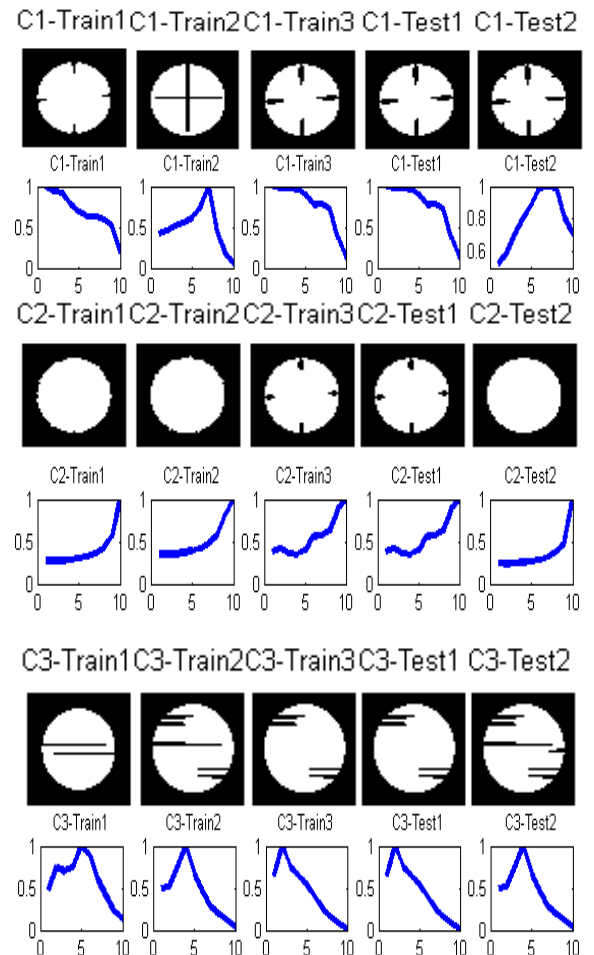 C1-Train1 C1-Train2 C1-Train3 C1-Test1 C1-Test2
C1-Train1 C1-Train2 C1-Train3 C1-Test1 C1-Test2
1 1 1 1
0.5 0.5 0.5 0.5 0.8
0.6
0 0 0 0
0 5 10 0 5 10 0 5 10 0 5 10 0 5 10
C2-Train1 C2-Train2 C2-Train3 C2-Test1 C2-Test2
C2-Train1 C2-Train2 C2-Train3 C2-Test1 C2-Test2
1 1 1 1 1
0.5 0.5 0.5 0.5 0.5
0 0 0 0 0
0 5 10 0 5 10 0 5 10 0 5 10 0 5 10
C3-Train1 C3-Train2 C3-Train3 C3-Test1 C3-Test2
C3-Train1 C3-Train2 C3-Train3 C3-Test1 C3-Test2
1 1 1 1 1
0.5 0.5 0.5 0.5 0.5
0 0 0 0 0
0 5 10 0 5 10 0 5 10 0 5 10 0 5 10